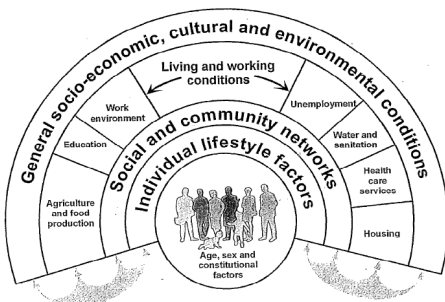 General socio-economic, cultural and environmental conditions
Living and working
conditions
Work
environment
Unemployment
Education
Water and
sanitation
Social and community networks
Individual lifestyle factors
Health
care
services
Agriculture
and food
production
Housing
Age, sex and
constitutional
factors